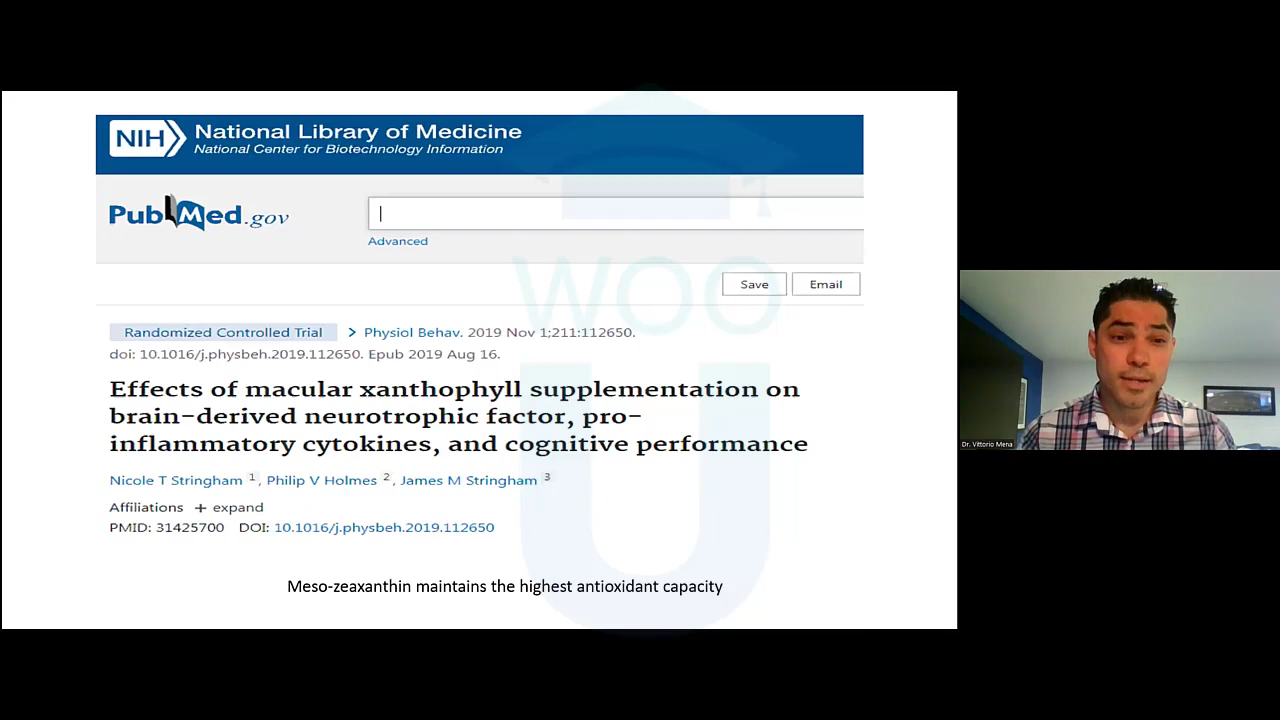 NIH National Library of Medicine
National Center for Biotechnology Information
PubMed.gov
Advanced
Save Email
Randomized Controlled Trial > Physiol Behav. 2019 Nov 1;211:112650.
doi: 10.1016/j.physbeh.2019.112650. Epub 2019 Aug 16.
Effects of macular xanthophyll supplementation on
brain-derived neurotrophic factor, pro-
inflammatory cytokines, and cognitive performance
Nicole T Stringham 1, Philip V Holmes 2, James M Stringham 3
Affiliations + expand
PMID: 31425700 DOI: 10.1016/j.physbeh.2019.112650
Meso-zeaxanthin maintains the highest antioxidant capacity
WOO
U
Dr. Vittorio Mena